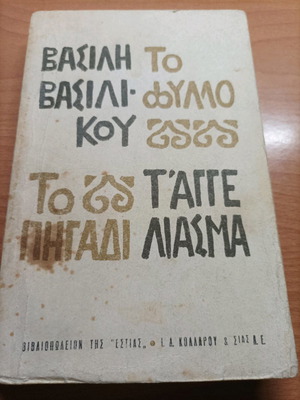 ΒΑΣΙΛΗ ΤΟ
ΒΑΣΙΛΙ· ΦΥΛΛΟ
ΚΟΥ
ΤΟ Τ'ΑΓΓΕ
ΠΗΓΑΔΙ ΛΙΑΣΜΑ
ΒΙΒΛΙΟΠΩΛΕΙΟΝ ΤΗΣ "ΕΣΤΙΑΣ„ • Ι. Δ. ΚΟΛΛΑΡΟΥ & ΣΙΑΣ Α.Ε.